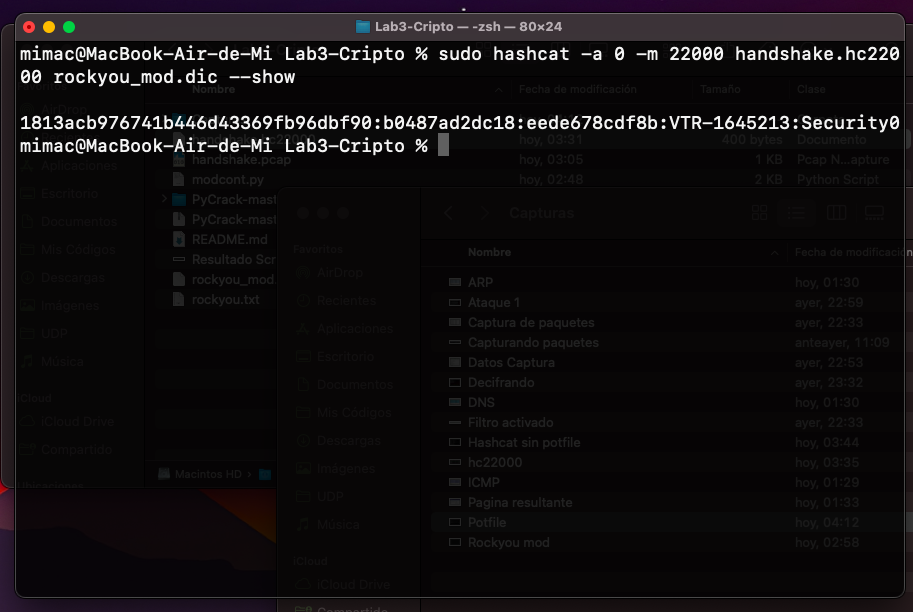 Lab3-Cripto — -zsh — 80×24
mimac@MacBook-Air-de-Mi Lab3-Cripto % sudo hashcat -a 0 -m 22000 handshake.hc220
00 rockyou_mod.dic --show
1813acb976741b446d43369fb96dbf90:b0487ad2dc18:eede678cdf8b:VTR-1645213:Security0
mimac@MacBook-Air-de-Mi Lab3-Cripto %
Favoritos
AirDrop
Aplicaciones
Escritorio
Documentos
Mis Códigos
Descargas
Imágenes
UDP
Música
iCloud
iCloud Drive
Compartido
Ubicaciones
Nombre Fecha de modificación Tamaño Clase
hoy, 03:31 400 bytes Documento
handshake.pcap hoy, 03:05 1 KB Pcap N...apture
modcont.py hoy, 02:48 2 KB Python Script
PyCrack-mast
PyCrack-mast
README.md
Resultado Scr
rockyou_mod.
rockyou.txt
Macintos HD ›
Capturas
Favoritos
AirDrop
Recientes
Aplicaciones
Escritorio
Documentos
Mis Códigos
Descargas
Imágenes
UDP
Música
iCloud
iCloud Drive
Compartido
Nombre Fecha de modificación
ARP hoy, 01:30
Ataque 1 ayer, 22:59
Captura de paquetes ayer, 22:33
Capturando paquetes anteayer, 11:09
Datos Captura ayer, 22:53
Decifrando ayer, 23:32
DNS hoy, 01:30
Filtro activado ayer, 22:33
Hashcat sin potfile hoy, 03:44
hc22000 hoy, 03:35
ICMP hoy, 01:29
Pagina resultante hoy, 01:33
Potfile hoy, 04:12
Rockyou mod hoy, 02:58